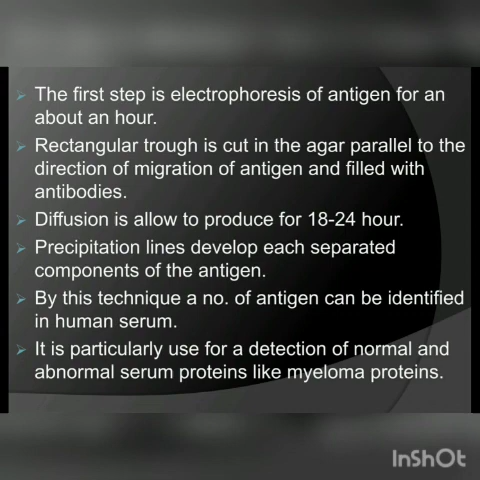 The first step is electrophoresis of antigen for an
about an hour.
Rectangular trough is cut in the agar parallel to the
direction of migration of antigen and filled with
antibodies.
Diffusion is allow to produce for 18-24 hour.
Precipitation lines develop each separated
components of the antigen.
By this technique a no. of antigen can be identified
in human serum.
It is particularly use for a detection of normal and
abnormal serum proteins like myeloma proteins.
InShOt